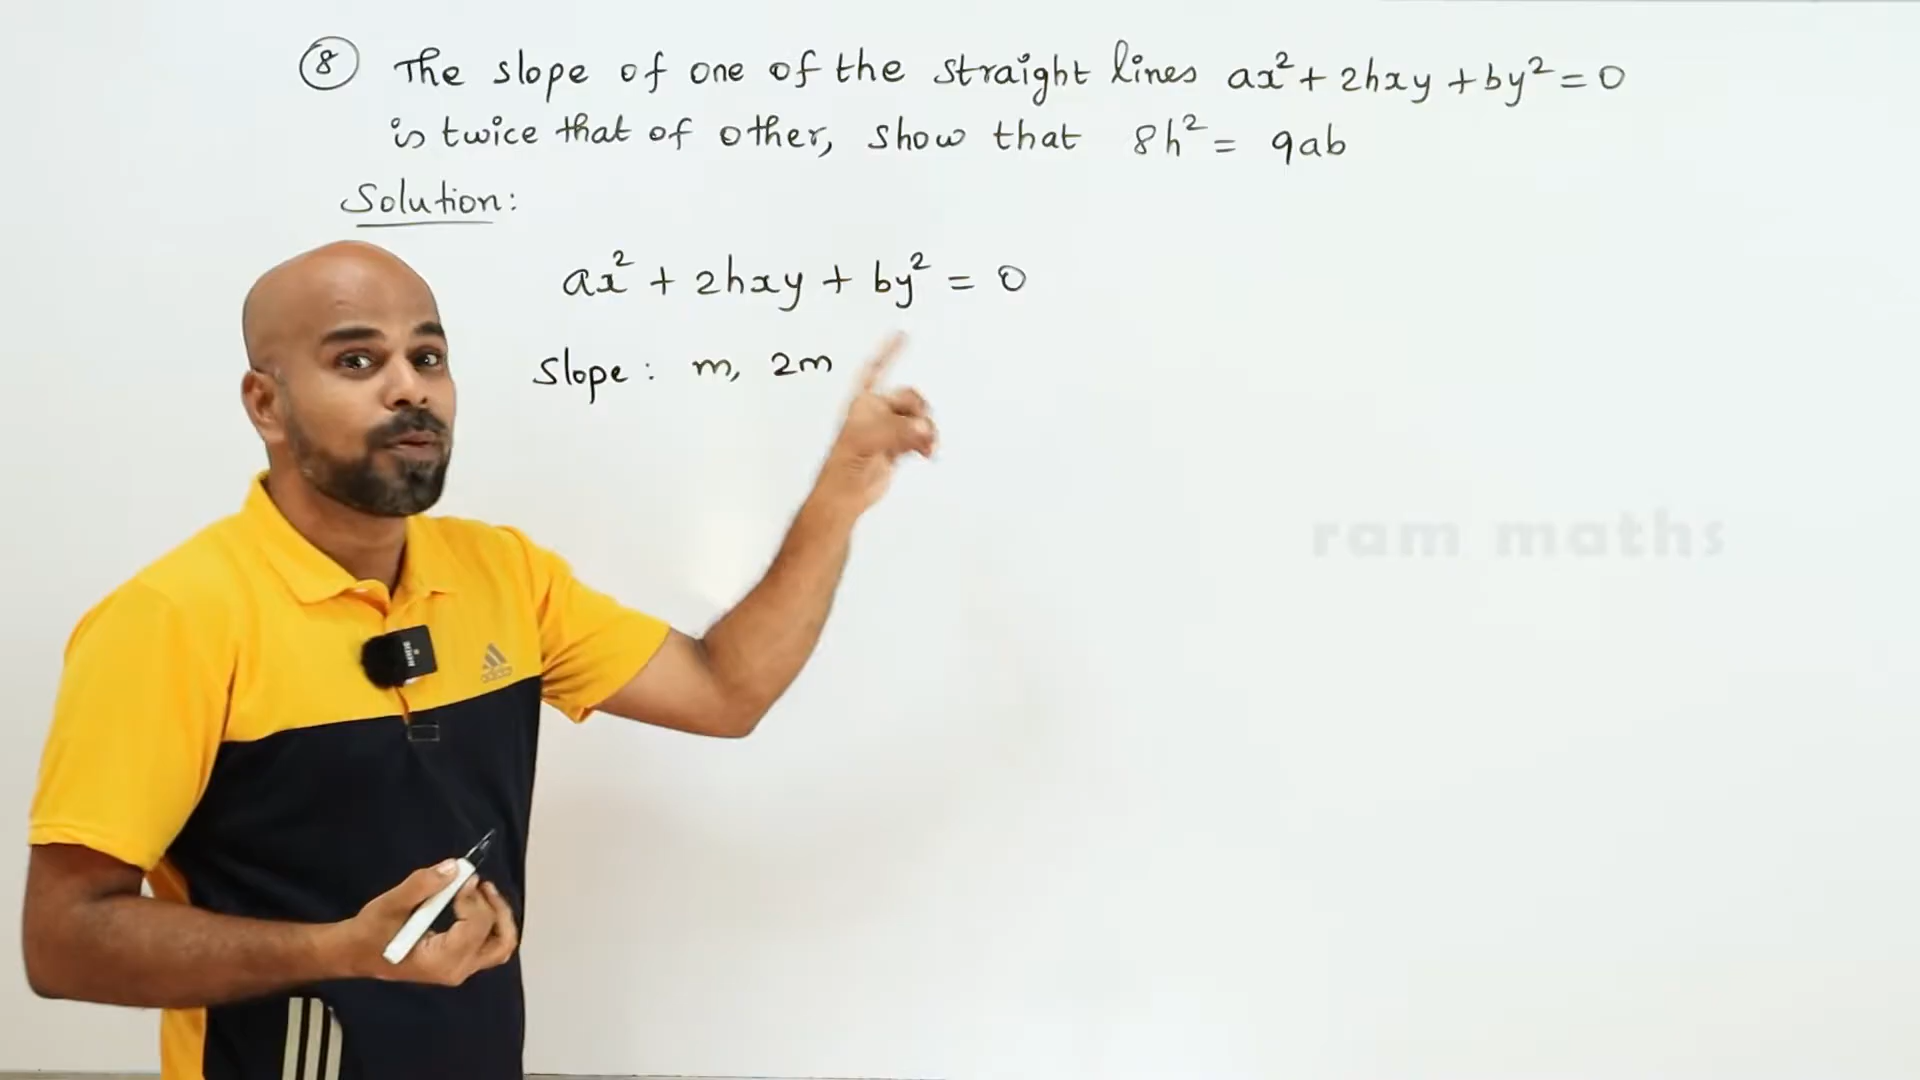 ⑧ The slope of one of the straight lines ax² + 2hxy + by² = 0
is twice that of other, show that 8h² = 9ab
Solution:
ax² + 2hxy + by² = 0
Slope : m, 2m
ram maths
adidas